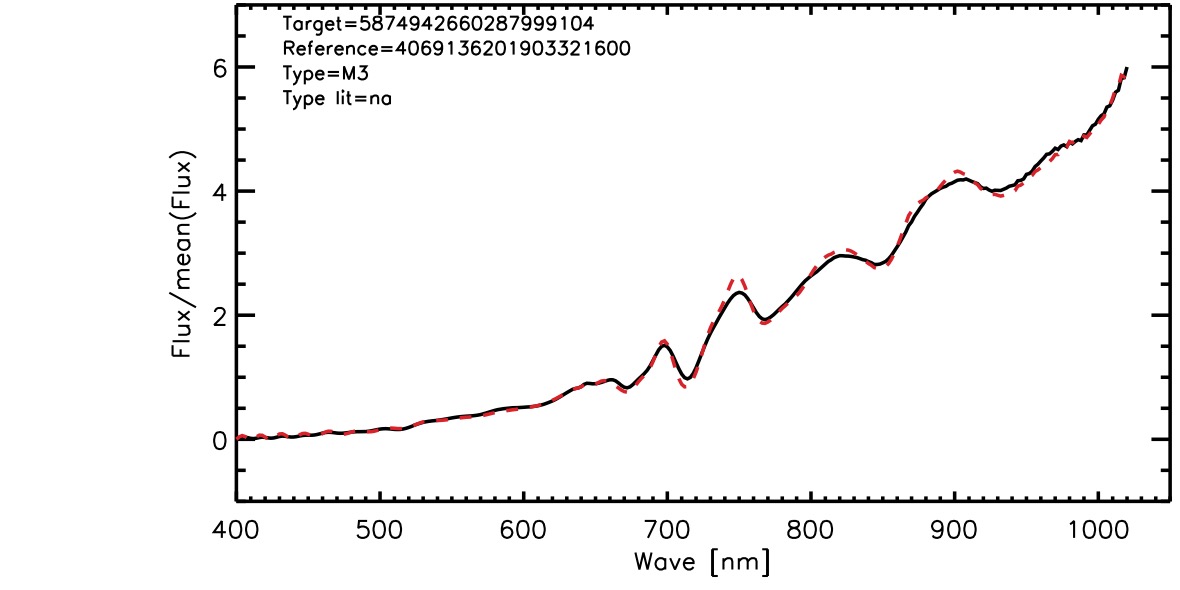 Target=5874942660287999104
Reference=4069136201903321600
Type=M3
Type lit=na
6
4
2
0
Flux/mean(Flux)
400 500 600 700 800 900 1000
Wave [nm]